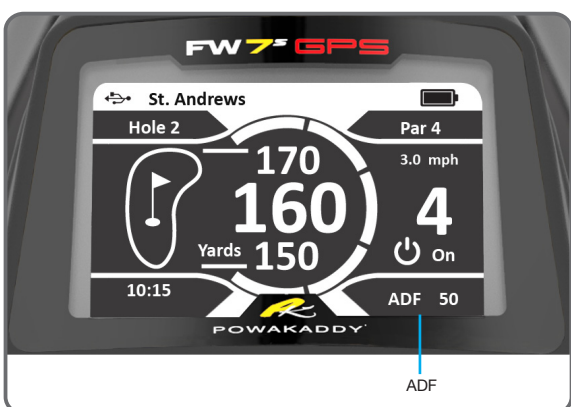 FW7s GPS
St. Andrews
Hole 2
Par 4
170
160
Yards 150
3.0 mph
4
On
10:15
ADF 50
POWAKADDY
ADF